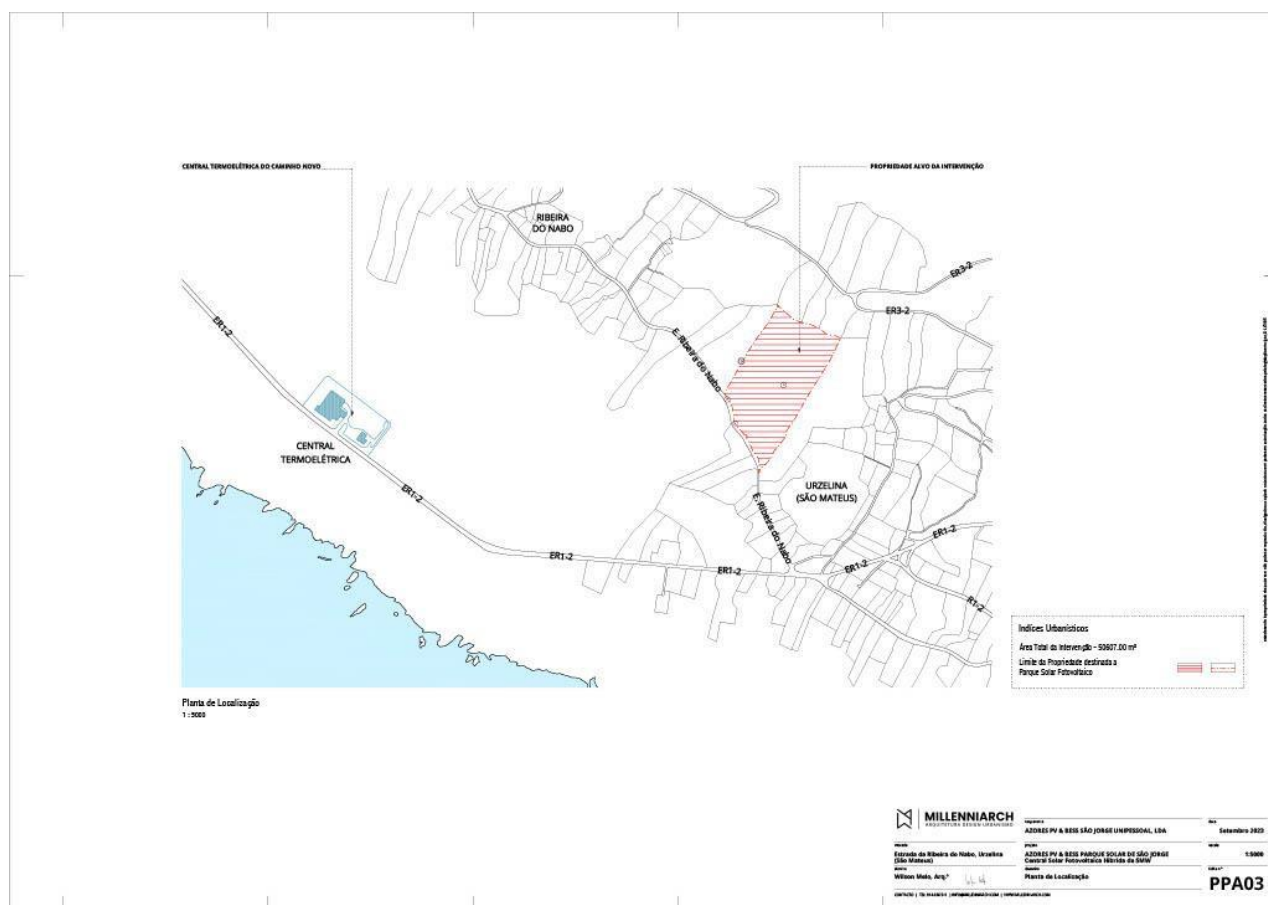 CENTRAL TERMOELÉTRICA DO CAMINHO NOVO
PROPRIEDADE ALVO DA INTERVENÇÃO
RIBEIRA
DO NABO
ER3-2
ER3-2
ER1-2
E. Ribeira do Nabo
CENTRAL
TERMOELÉTRICA
URZELINA
(SÃO MATEUS)
ER1-2
E. Ribeira do Nabo
ER1-2
ER1-2
ER1-2
ER1-2
R1-2
Indíces Urbanísticos
Área Total da Intervenção - 50607.00 m²
Limite da Propriedade destinada a
Parque Solar Fotovoltaico
Planta de Localização
1 : 5000
MILLENNIARCH
ARQUITETURA DESIGN URBANISMO
AZORES PV & BESS SÃO JORGE UNIPESSOAL, LDA
Setembro 2023
Estrada da Ribeira do Nabo, Urzelina
(São Mateus)
AZORES PV & BESS PARQUE SOLAR DE SÃO JORGE
Central Solar Fotovoltaica Híbrida de 5MW
1:5000
Wilson Melo, Arq.º
Planta de Localização
PPA03